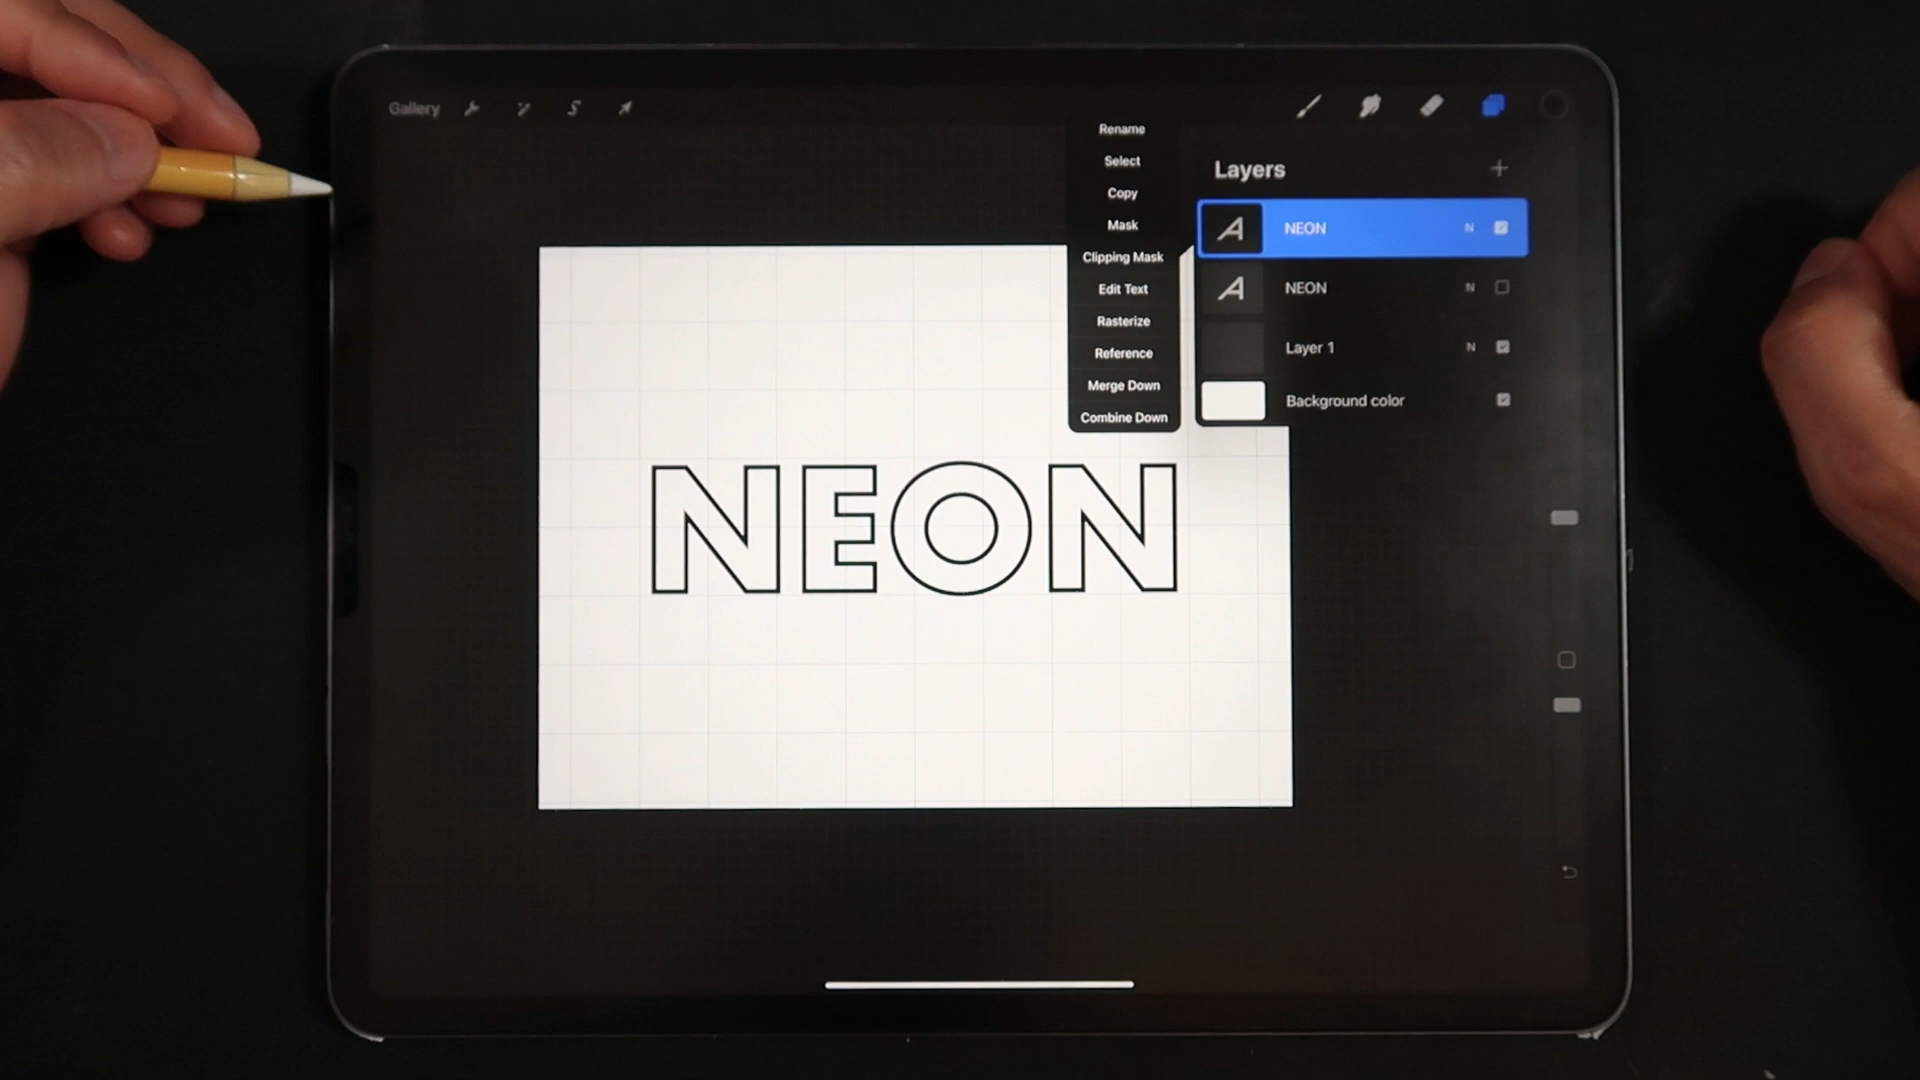 Gallery
Rename
Select
Copy
Mask
Clipping Mask
Edit Text
Rasterize
Reference
Merge Down
Combine Down
Layers
NEON N
NEON N
Layer 1 N
Background color
NEON